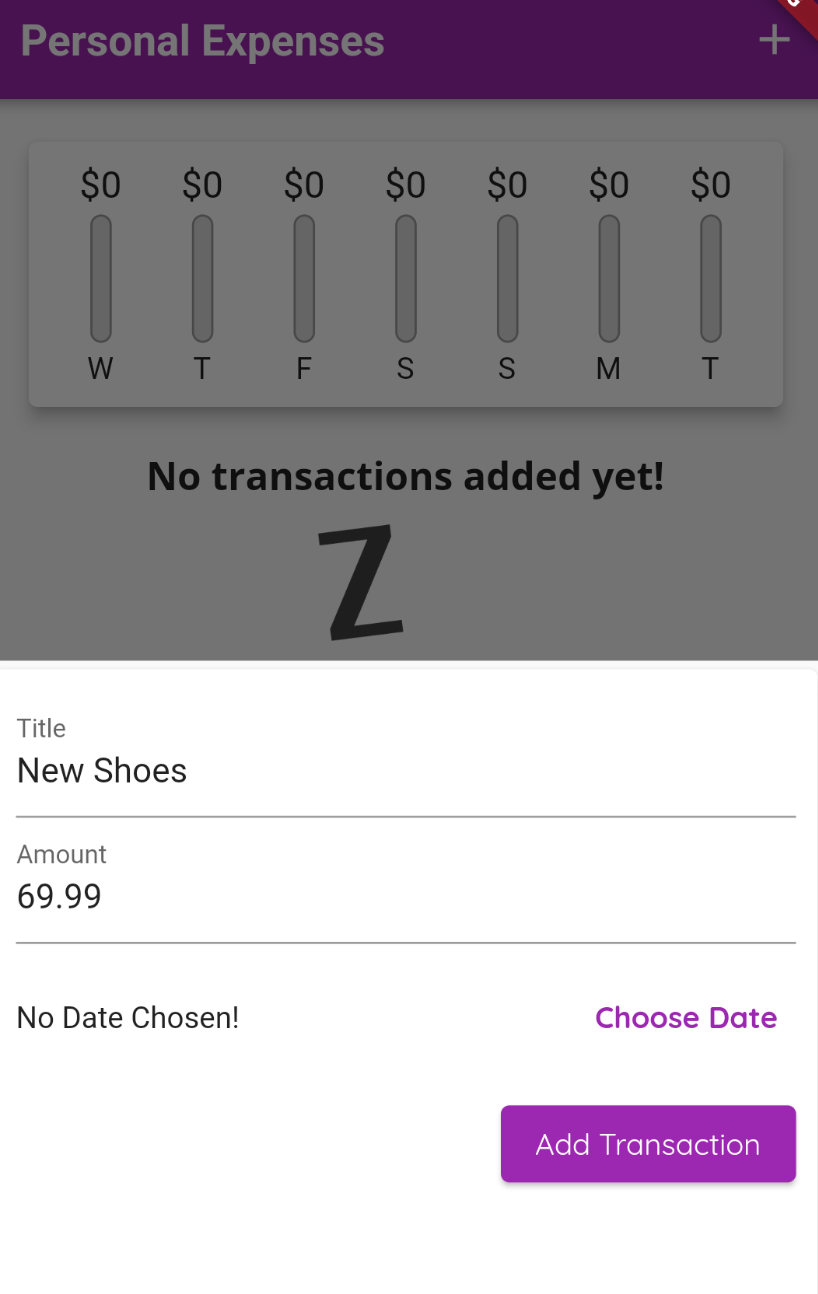 Personal Expenses +
$0 $0 $0 $0 $0 $0 $0
W T F S S M T
No transactions added yet!
Z
Title
New Shoes
Amount
69.99
No Date Chosen! Choose Date
Add Transaction